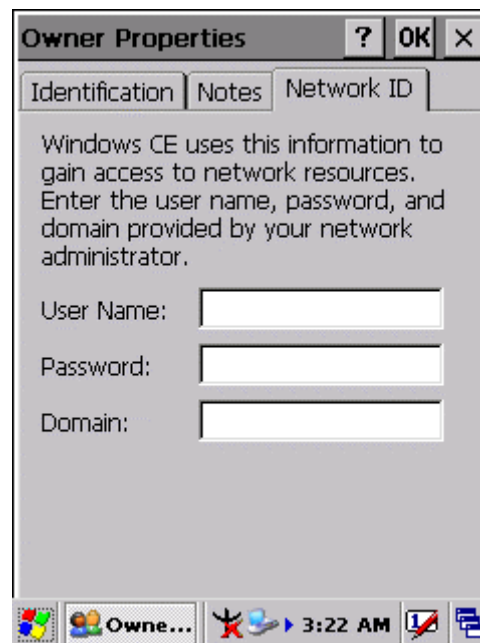 Owner Properties ? OK ×
Identification Notes Network ID
Windows CE uses this information to
gain access to network resources.
Enter the user name, password, and
domain provided by your network
administrator.
User Name:
Password:
Domain:
Owne... 3:22 AM